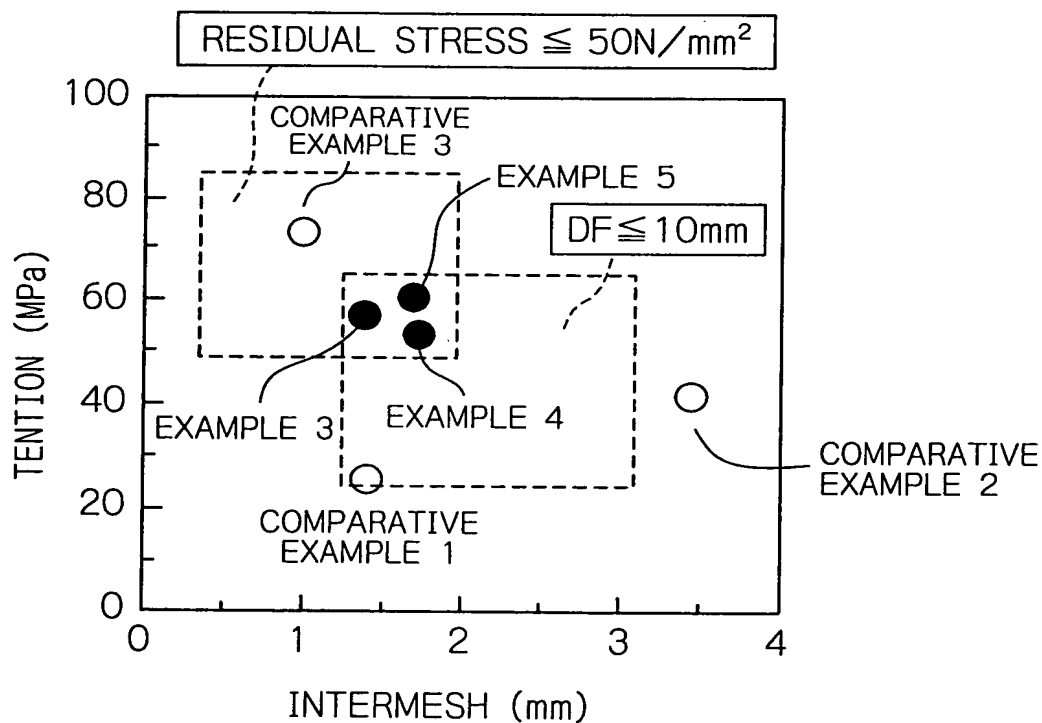 RESIDUAL STRESS ≦ 50N/mm²
100
80
60
40
20
0
TENTION (MPa)
COMPARATIVE
EXAMPLE 3
EXAMPLE 5
DF≦10mm
EXAMPLE 3
EXAMPLE 4
COMPARATIVE
EXAMPLE 2
COMPARATIVE
EXAMPLE 1
0
1
2
3
4
INTERMESH (mm)